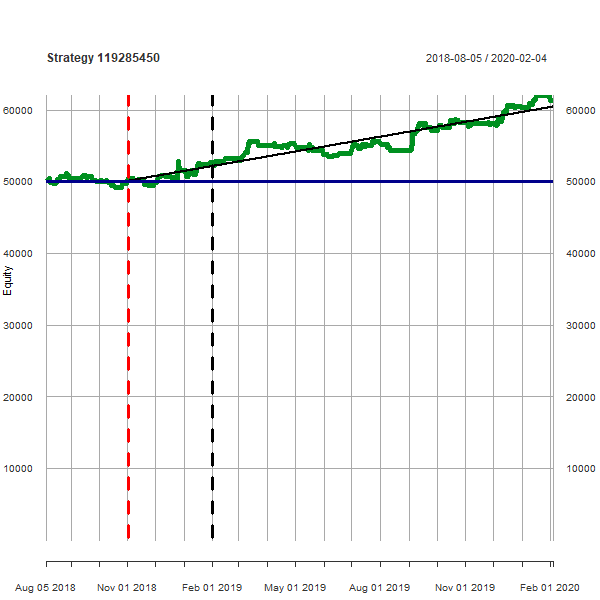 Strategy 119285450
2018-08-05 / 2020-02-04
60000
50000
40000
30000
20000
10000
Equity
60000
50000
40000
30000
20000
10000
Aug 05 2018
Nov 01 2018
Feb 01 2019
May 01 2019
Aug 01 2019
Nov 01 2019
Feb 01 2020